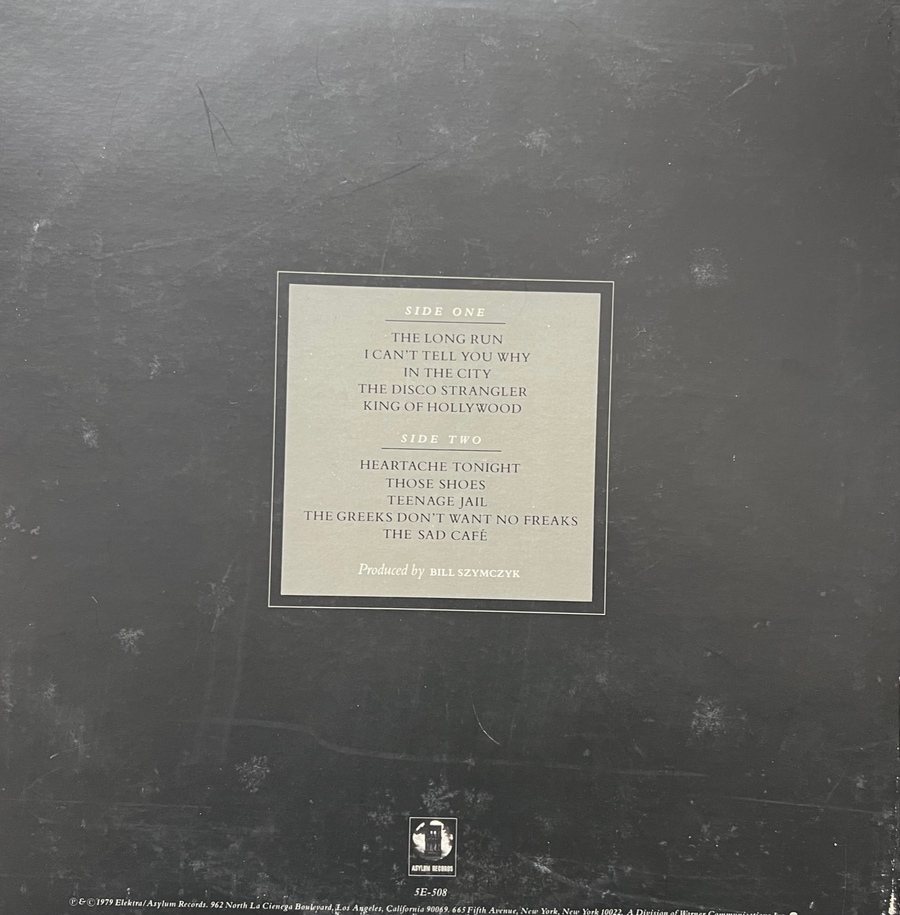 SIDE ONE
THE LONG RUN
I CAN'T TELL YOU WHY
IN THE CITY
THE DISCO STRANGLER
KING OF HOLLYWOOD
SIDE TWO
HEARTACHE TONIGHT
THOSE SHOES
TEENAGE JAIL
THE GREEKS DON'T WANT NO FREAKS
THE SAD CAFÉ
Produced by BILL SZYMCZYK
ASYLUM RECORDS
5E-508
℗ & © 1979 Elektra/Asylum Records. 962 North La Cienega Boulevard, Los Angeles, California 90069. 665 Fifth Avenue, New York, New York 10022. A Division of Warner Communications